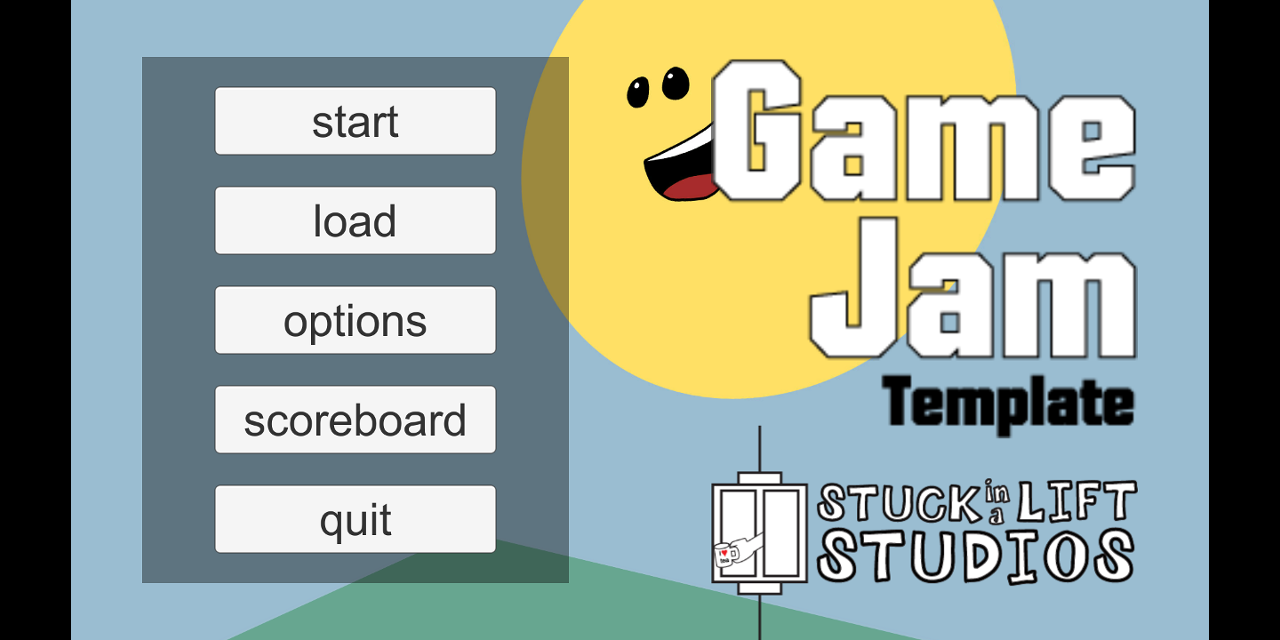 start
load
options
scoreboard
quit
Game
Jam
Template
STUCK in a LIFT
STUDIOS